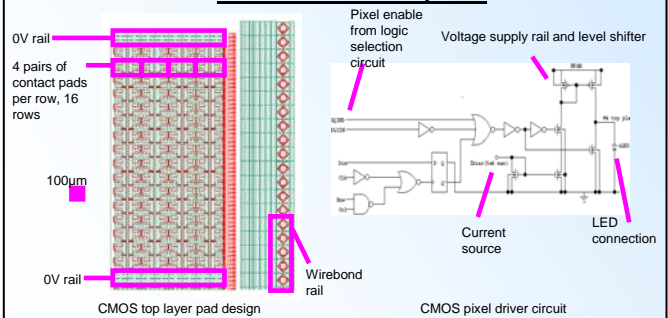 0V rail
4 pairs of
contact pads
per row, 16
rows
100µm
0V rail
Wirebond
rail
CMOS top layer pad design
Pixel enable
from logic
selection
circuit
Voltage supply rail and level shifter
Current
source
LED
connection
CMOS pixel driver circuit